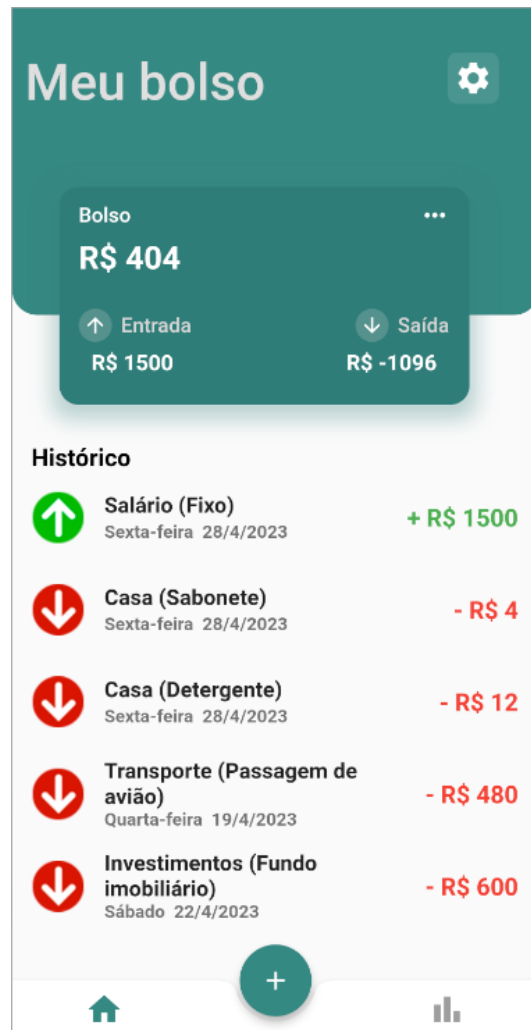 Meu bolso
Bolso
R$ 404
Entrada
Saída
R$ 1500
R$ -1096
Histórico
Salário (Fixo)
Sexta-feira 28/4/2023
+ R$ 1500
Casa (Sabonete)
Sexta-feira 28/4/2023
- R$ 4
Casa (Detergente)
Sexta-feira 28/4/2023
- R$ 12
Transporte (Passagem de
avião)
Quarta-feira 19/4/2023
- R$ 480
Investimentos (Fundo
imobiliário)
Sábado 22/4/2023
- R$ 600